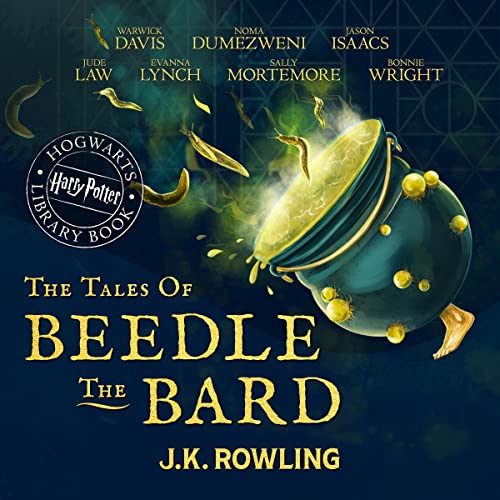 WARWICK DAVIS
NOMA DUMEZWENI
JASON ISAACS
JUDE LAW
EVANNA LYNCH
SALLY MORTEMORE
BONNIE WRIGHT
HOGWARTS
Harry Potter
LIBRARY BOOK
THE TALES OF
BEEDLE
THE BARD
J.K. ROWLING